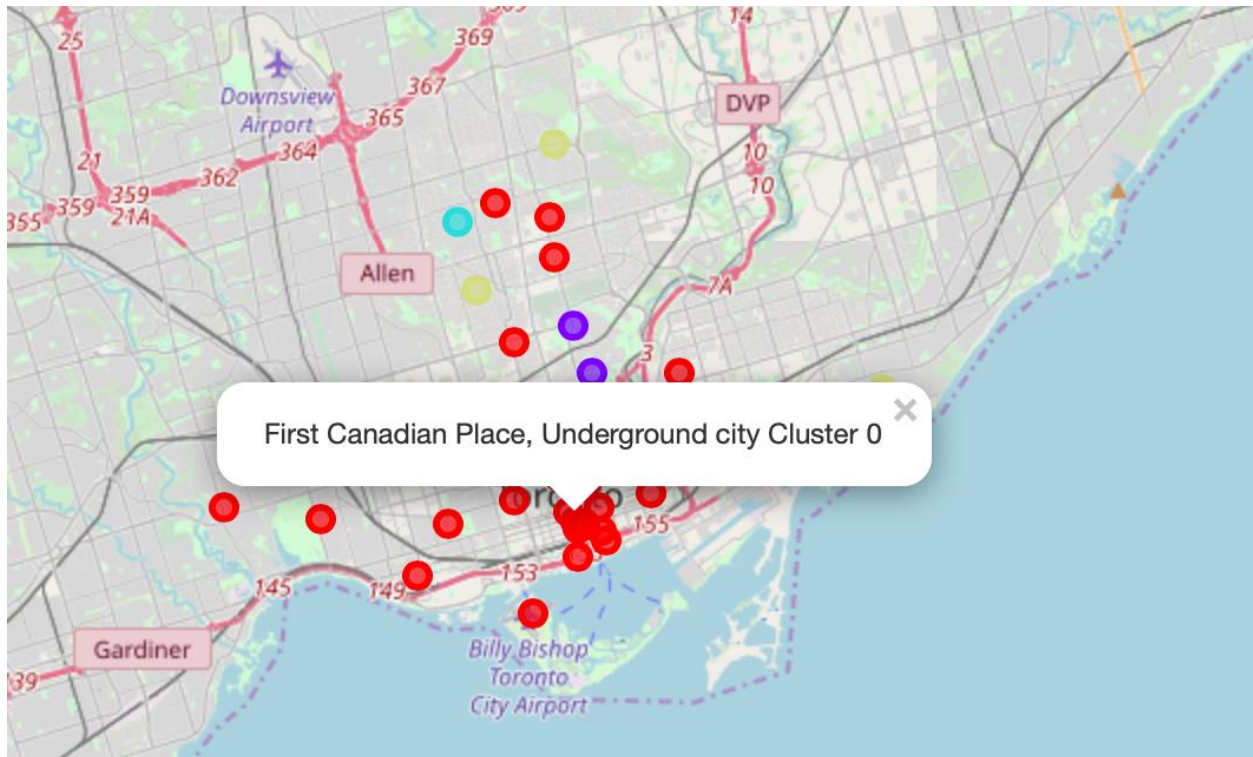 25
369
14
Downsview
Airport
367
365
DVP
364
10
21
362
10
359
359
355
21A
Allen
7A
3
First Canadian Place, Underground city Cluster 0
×
155
153
145
149
Gardiner
Billy Bishop
Toronto
City Airport
39